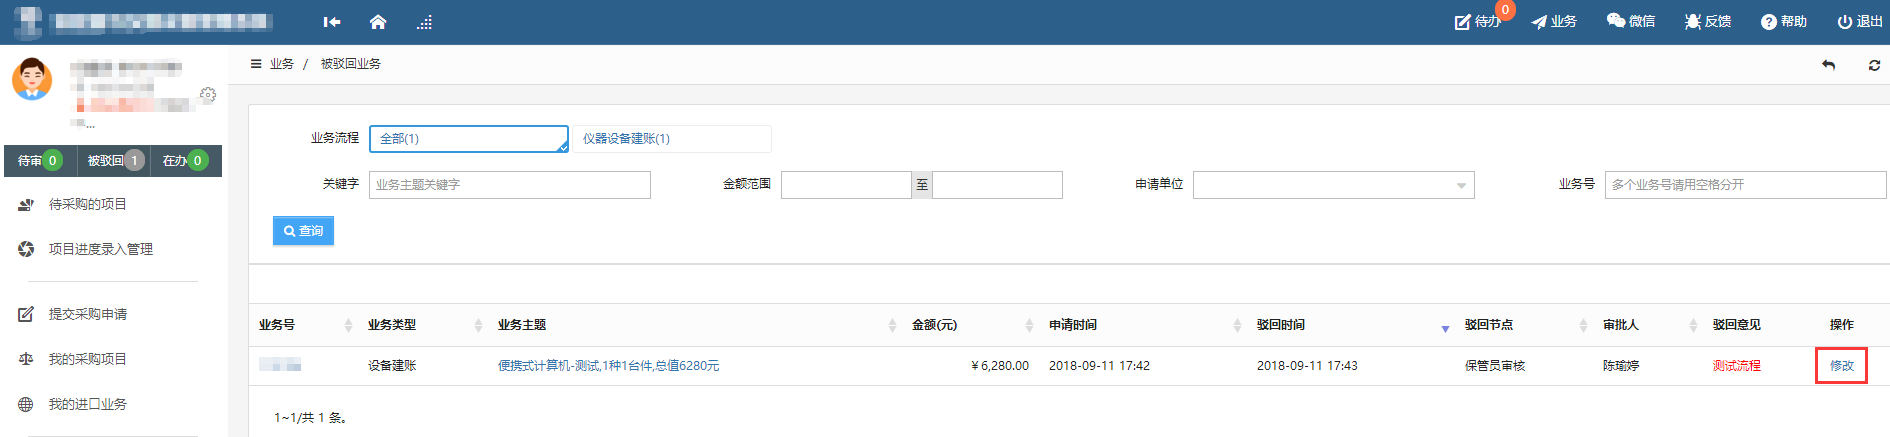 待办 0 业务 微信 反馈 帮助 退出
业务 / 被驳回业务
...
待审 0 被驳回 1 在办 0
待采购的项目
项目进度录入管理
提交采购申请
我的采购项目
我的进口业务
业务流程 全部(1) 仪器设备建账(1)
关键字 业务主题关键字 金额范围 至 申请单位 业务号 多个业务号请用空格分开
查询
业务号 业务类型 业务主题 金额(元) 申请时间 驳回时间 驳回节点 审批人 驳回意见 操作
设备建账 便携式计算机-测试,1种1台件,总值6280元 ¥6,280.00 2018-09-11 17:42 2018-09-11 17:43 保管员审核 陈瑜婷 测试流程 修改
1~1/共 1 条。